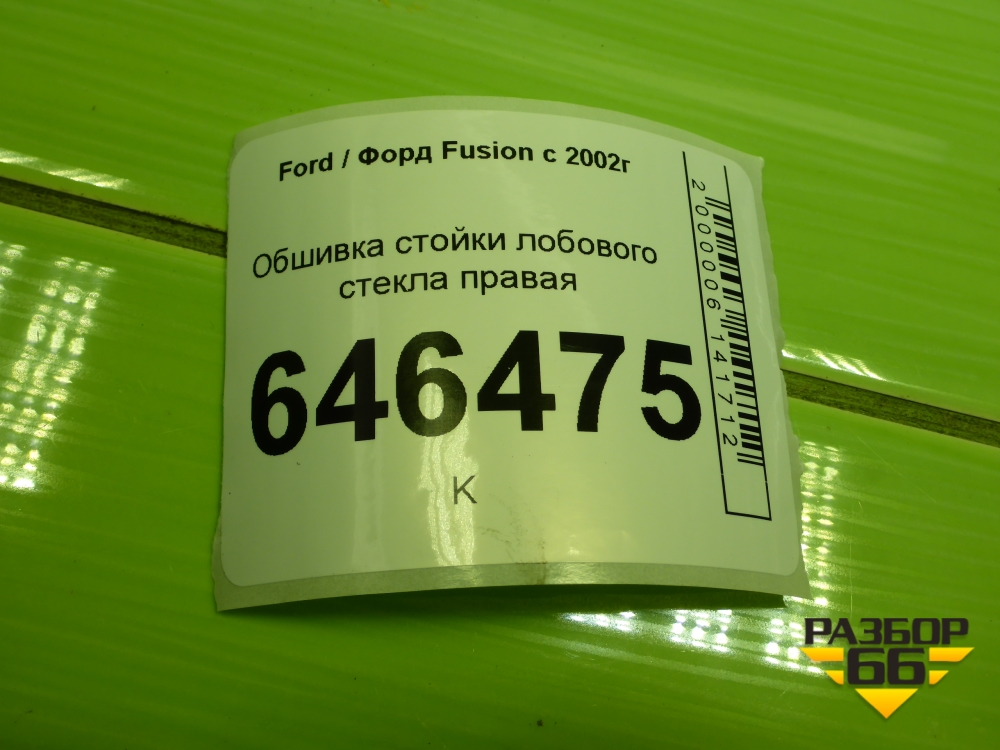 Ford / Форд Fusion с 2002г
Обшивка стойки лобового
стекла правая
646475
К
2000006141712
РАЗБОР
66